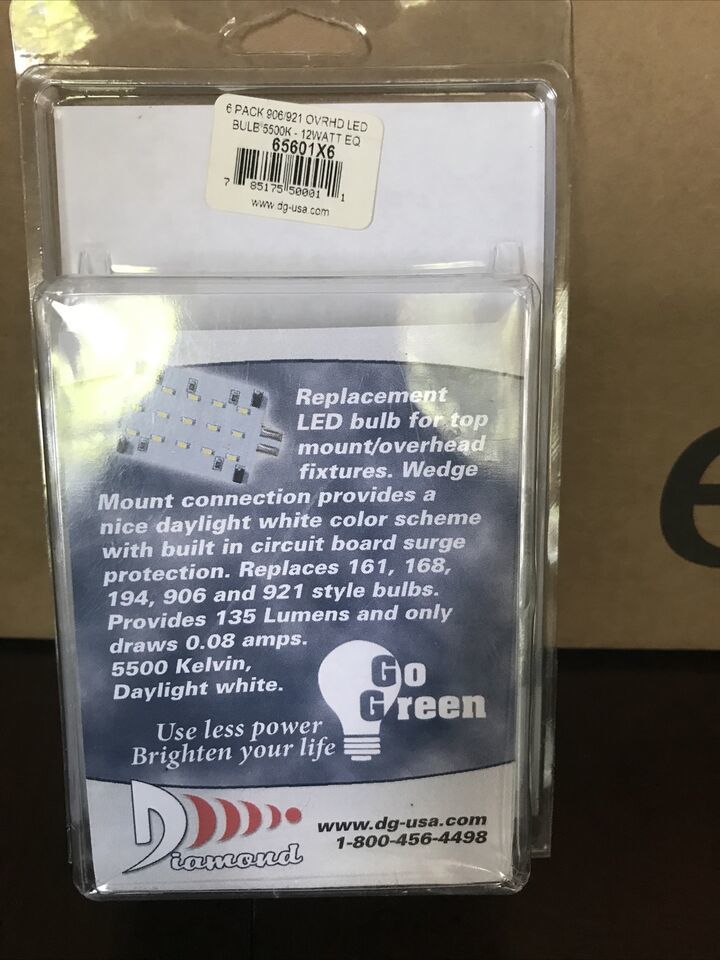 6 PACK 906/921 OVRHD LED
BULB 5500K - 12WATT EQ
65601X6
7 85175 50001 1
www.dg-usa.com
Replacement
LED bulb for top
mount/overhead
fixtures. Wedge
Mount connection provides a
nice daylight white color scheme
with built in circuit board surge
protection. Replaces 161, 168,
194, 906 and 921 style bulbs.
Provides 135 Lumens and only
draws 0.08 amps.
5500 Kelvin,
Daylight white.
Go
Green
Use less power
Brighten your life
Diamond
www.dg-usa.com
1-800-456-4498
e